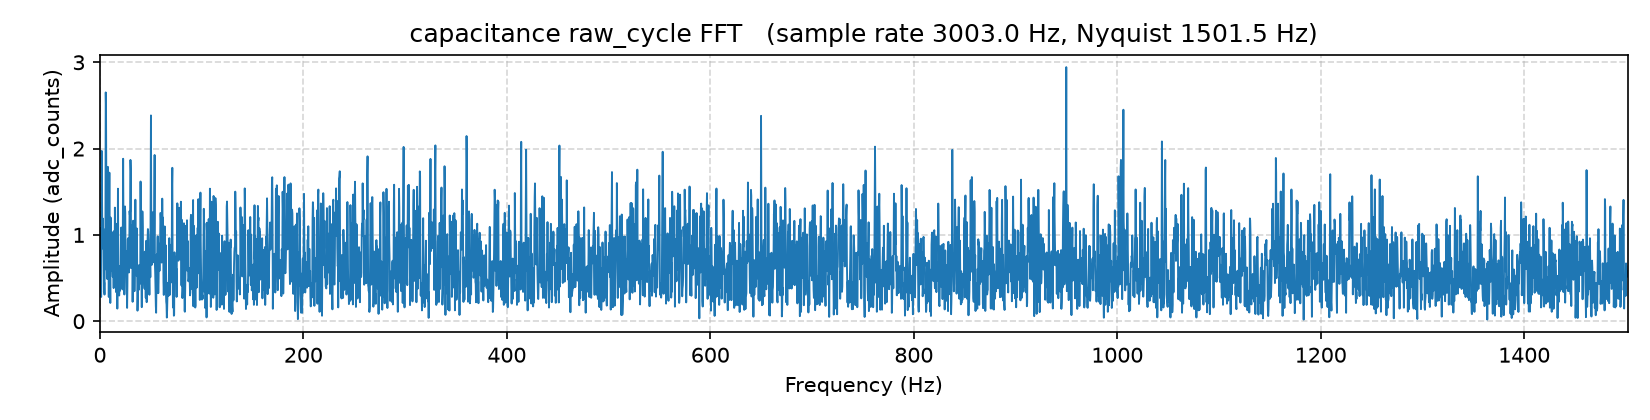 capacitance raw_cycle FFT   (sample rate 3003.0 Hz, Nyquist 1501.5 Hz)
Amplitude (adc_counts)
3
2
1
0
0 200 400 600 800 1000 1200 1400
Frequency (Hz)